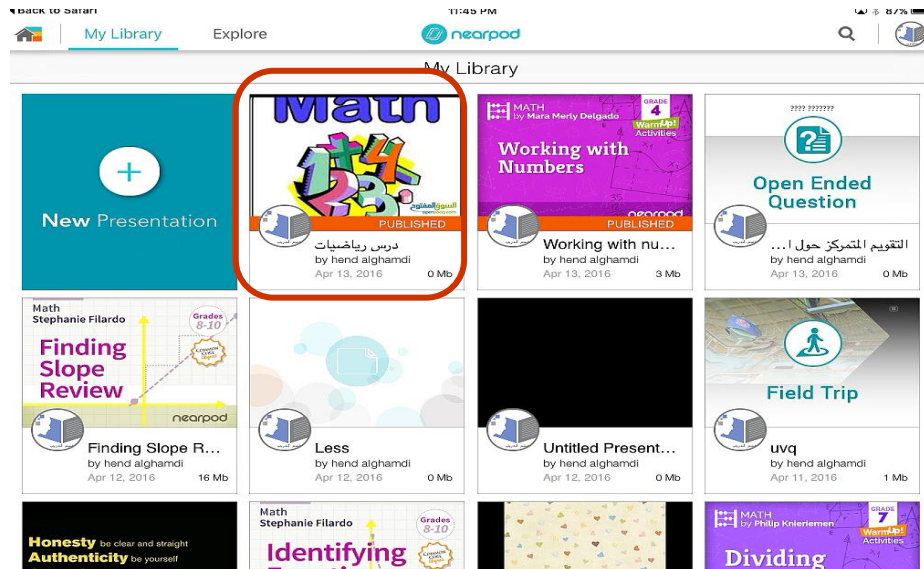 Back to Safari 11:45 PM 87%
My Library Explore nearpod
My Library
New Presentation
Math
السوق المفتوح
opensooq.com
PUBLISHED
درس رياضيات
by hend alghamdi
Apr 13, 2016 0 Mb
MATH
by Mara Merly Delgado
GRADE
4
WarmUp!
Activities
Working with
Numbers
nearpod
PUBLISHED
Working with nu...
by hend alghamdi
Apr 13, 2016 3 Mb
???? ???????
Open Ended
Question
التقويم المتمركز حول ا...
by hend alghamdi
Apr 13, 2016 0 Mb
Math
Stephanie Filardo
Grades
8-10
Finding
Slope
Review
nearpod
Finding Slope R...
by hend alghamdi
Apr 12, 2016 16 Mb
Less
by hend alghamdi
Apr 12, 2016 0 Mb
Untitled Present...
by hend alghamdi
Apr 12, 2016 0 Mb
Field Trip
uvq
by hend alghamdi
Apr 11, 2016 1 Mb
Honesty be clear and straight
Authenticity be yourself
Math
Stephanie Filardo
Grades
8-10
Identifying
MATH
by Philip Knierlemen
GRADE
7
WarmUp!
Activities
Dividing